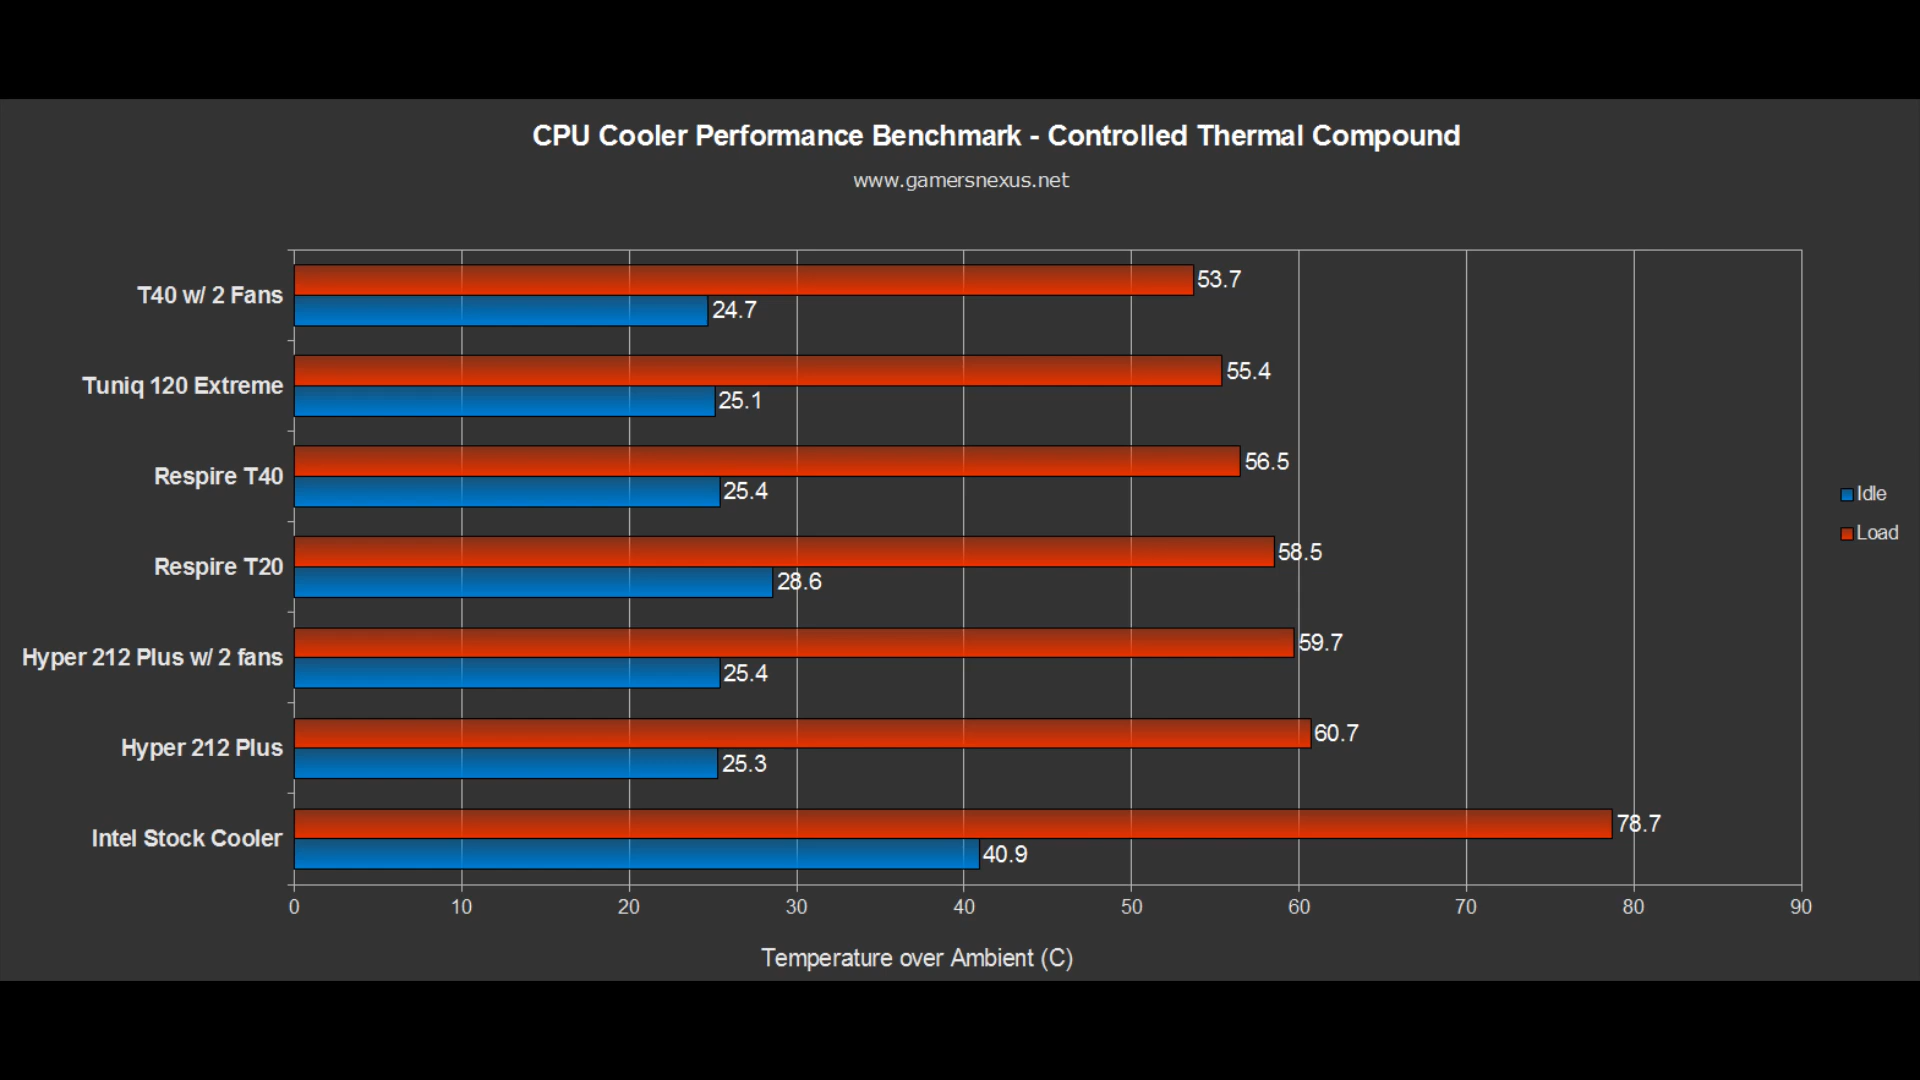 CPU Cooler Performance Benchmark - Controlled Thermal Compound
www.gamersnexus.net
T40 w/ 2 Fans
53.7
24.7
Tuniq 120 Extreme
55.4
25.1
Respire T40
56.5
25.4
Respire T20
58.5
28.6
Hyper 212 Plus w/ 2 fans
59.7
25.4
Hyper 212 Plus
60.7
25.3
Intel Stock Cooler
78.7
40.9
Idle
Load
0 10 20 30 40 50 60 70 80 90
Temperature over Ambient (C)